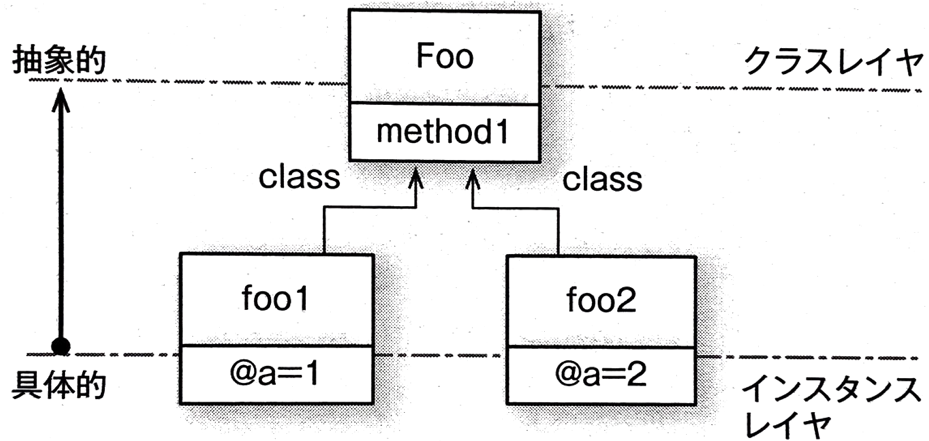 抽象的
Foo
クラスレイヤ
method1
class
class
foo1
foo2
@a=1
@a=2
具体的
インスタンス
レイヤ